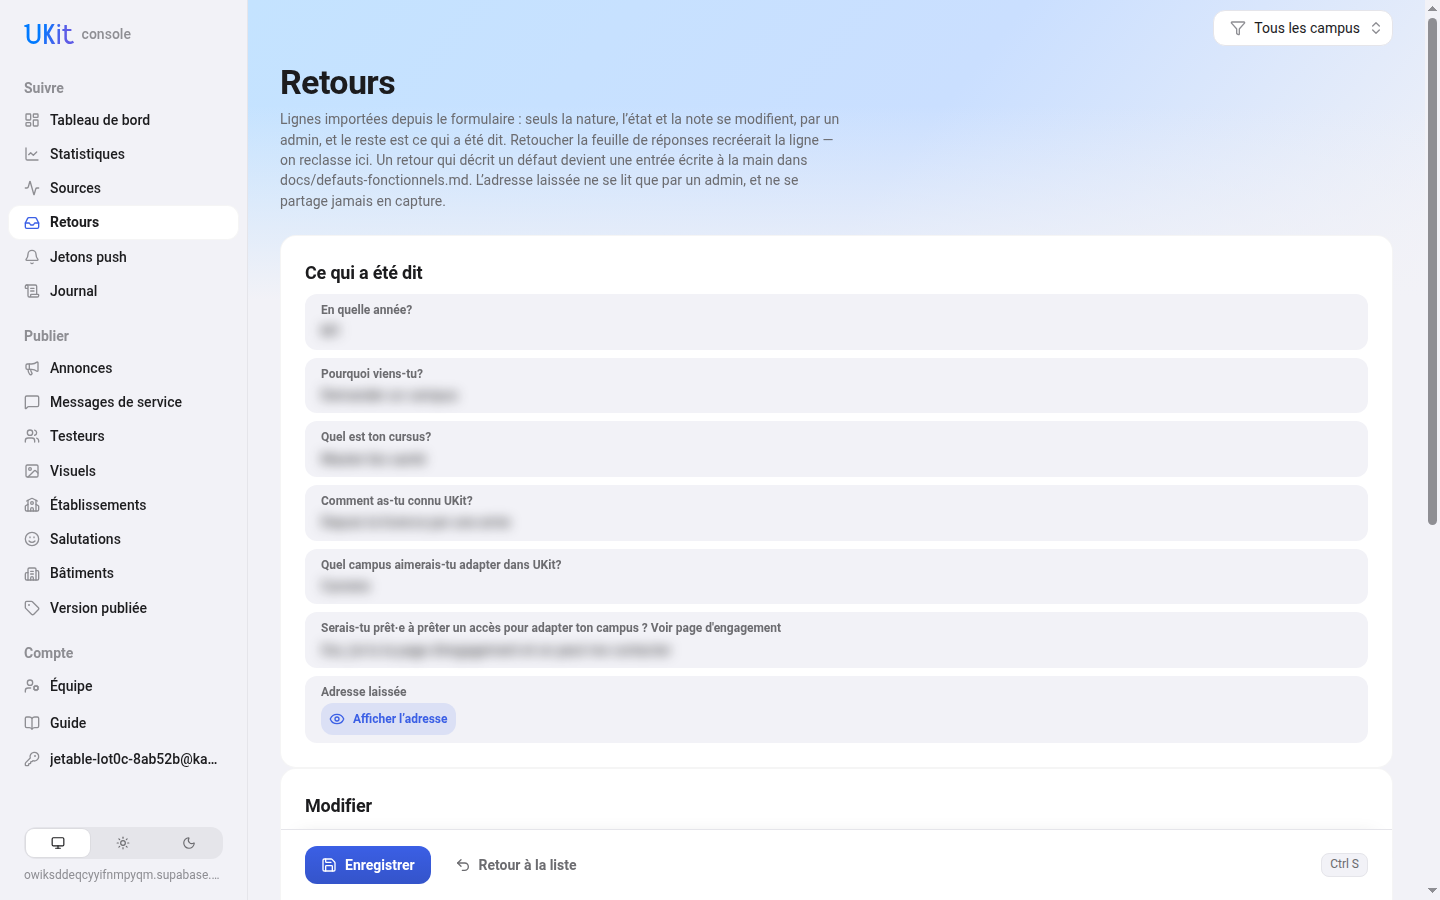 UKit console
Tous les campus
Suivre
Tableau de bord
Statistiques
Sources
Retours
Jetons push
Journal
Publier
Annonces
Messages de service
Testeurs
Visuels
Établissements
Salutations
Bâtiments
Version publiée
Compte
Équipe
Guide
jetable-lot0c-8ab52b@ka...
owiksddeqcyyifnmpyqm.supabase....
Retours
Lignes importées depuis le formulaire : seuls la nature, l’état et la note se modifient, par un
admin, et le reste est ce qui a été dit. Retoucher la feuille de réponses recréerait la ligne —
on reclasse ici. Un retour qui décrit un défaut devient une entrée écrite à la main dans
docs/defauts-fonctionnels.md. L’adresse laissée ne se lit que par un admin, et ne se
partage jamais en capture.
Ce qui a été dit
En quelle année?
Pourquoi viens-tu?
Quel est ton cursus?
Comment as-tu connu UKit?
Quel campus aimerais-tu adapter dans UKit?
Serais-tu prêt·e à prêter un accès pour adapter ton campus ? Voir page d'engagement
Adresse laissée
Afficher l’adresse
Modifier
Enregistrer
Retour à la liste
Ctrl S